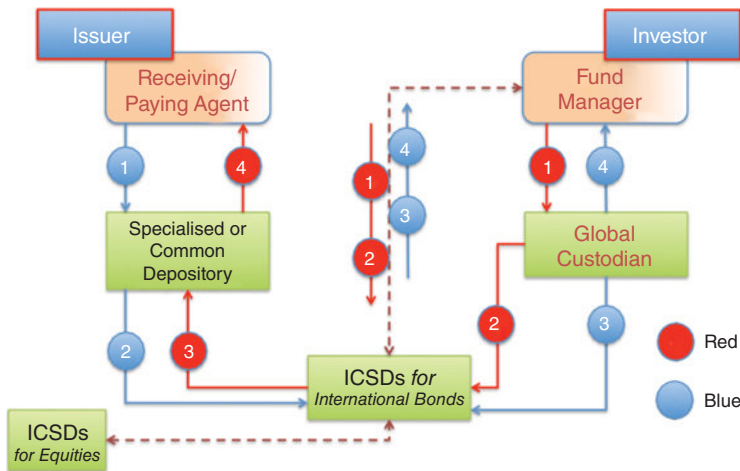 Issuer
Investor
Receiving/
Paying Agent
Fund
Manager
1
4
1
4
3
2
1
4
Specialised or
Common
Depository
Global
Custodian
2
3
2
3
ICSDs for
International Bonds
Red
Blue
ICSDs
for Equities